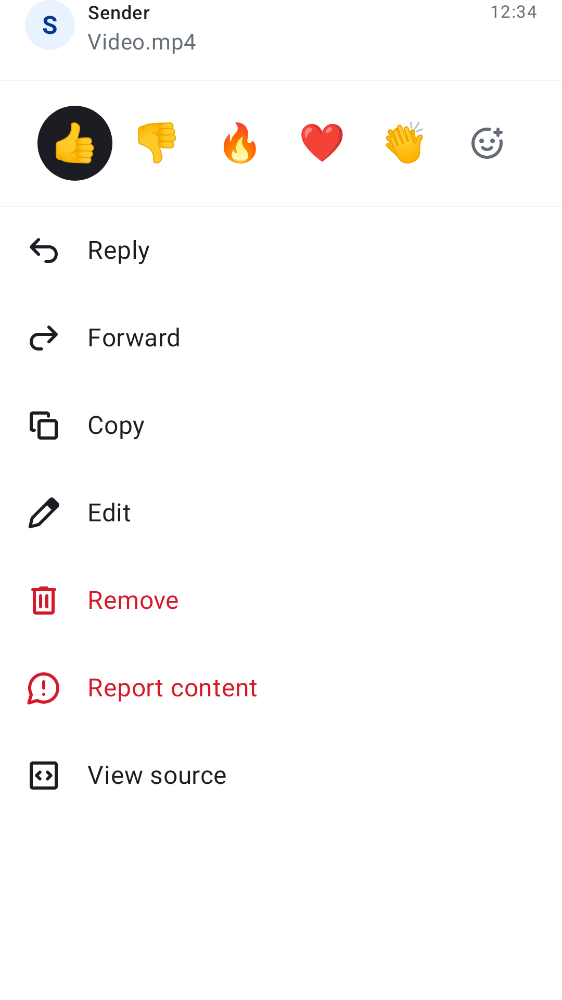 S
Sender
12:34
Video.mp4
Reply
Forward
Copy
Edit
Remove
Report content
View source